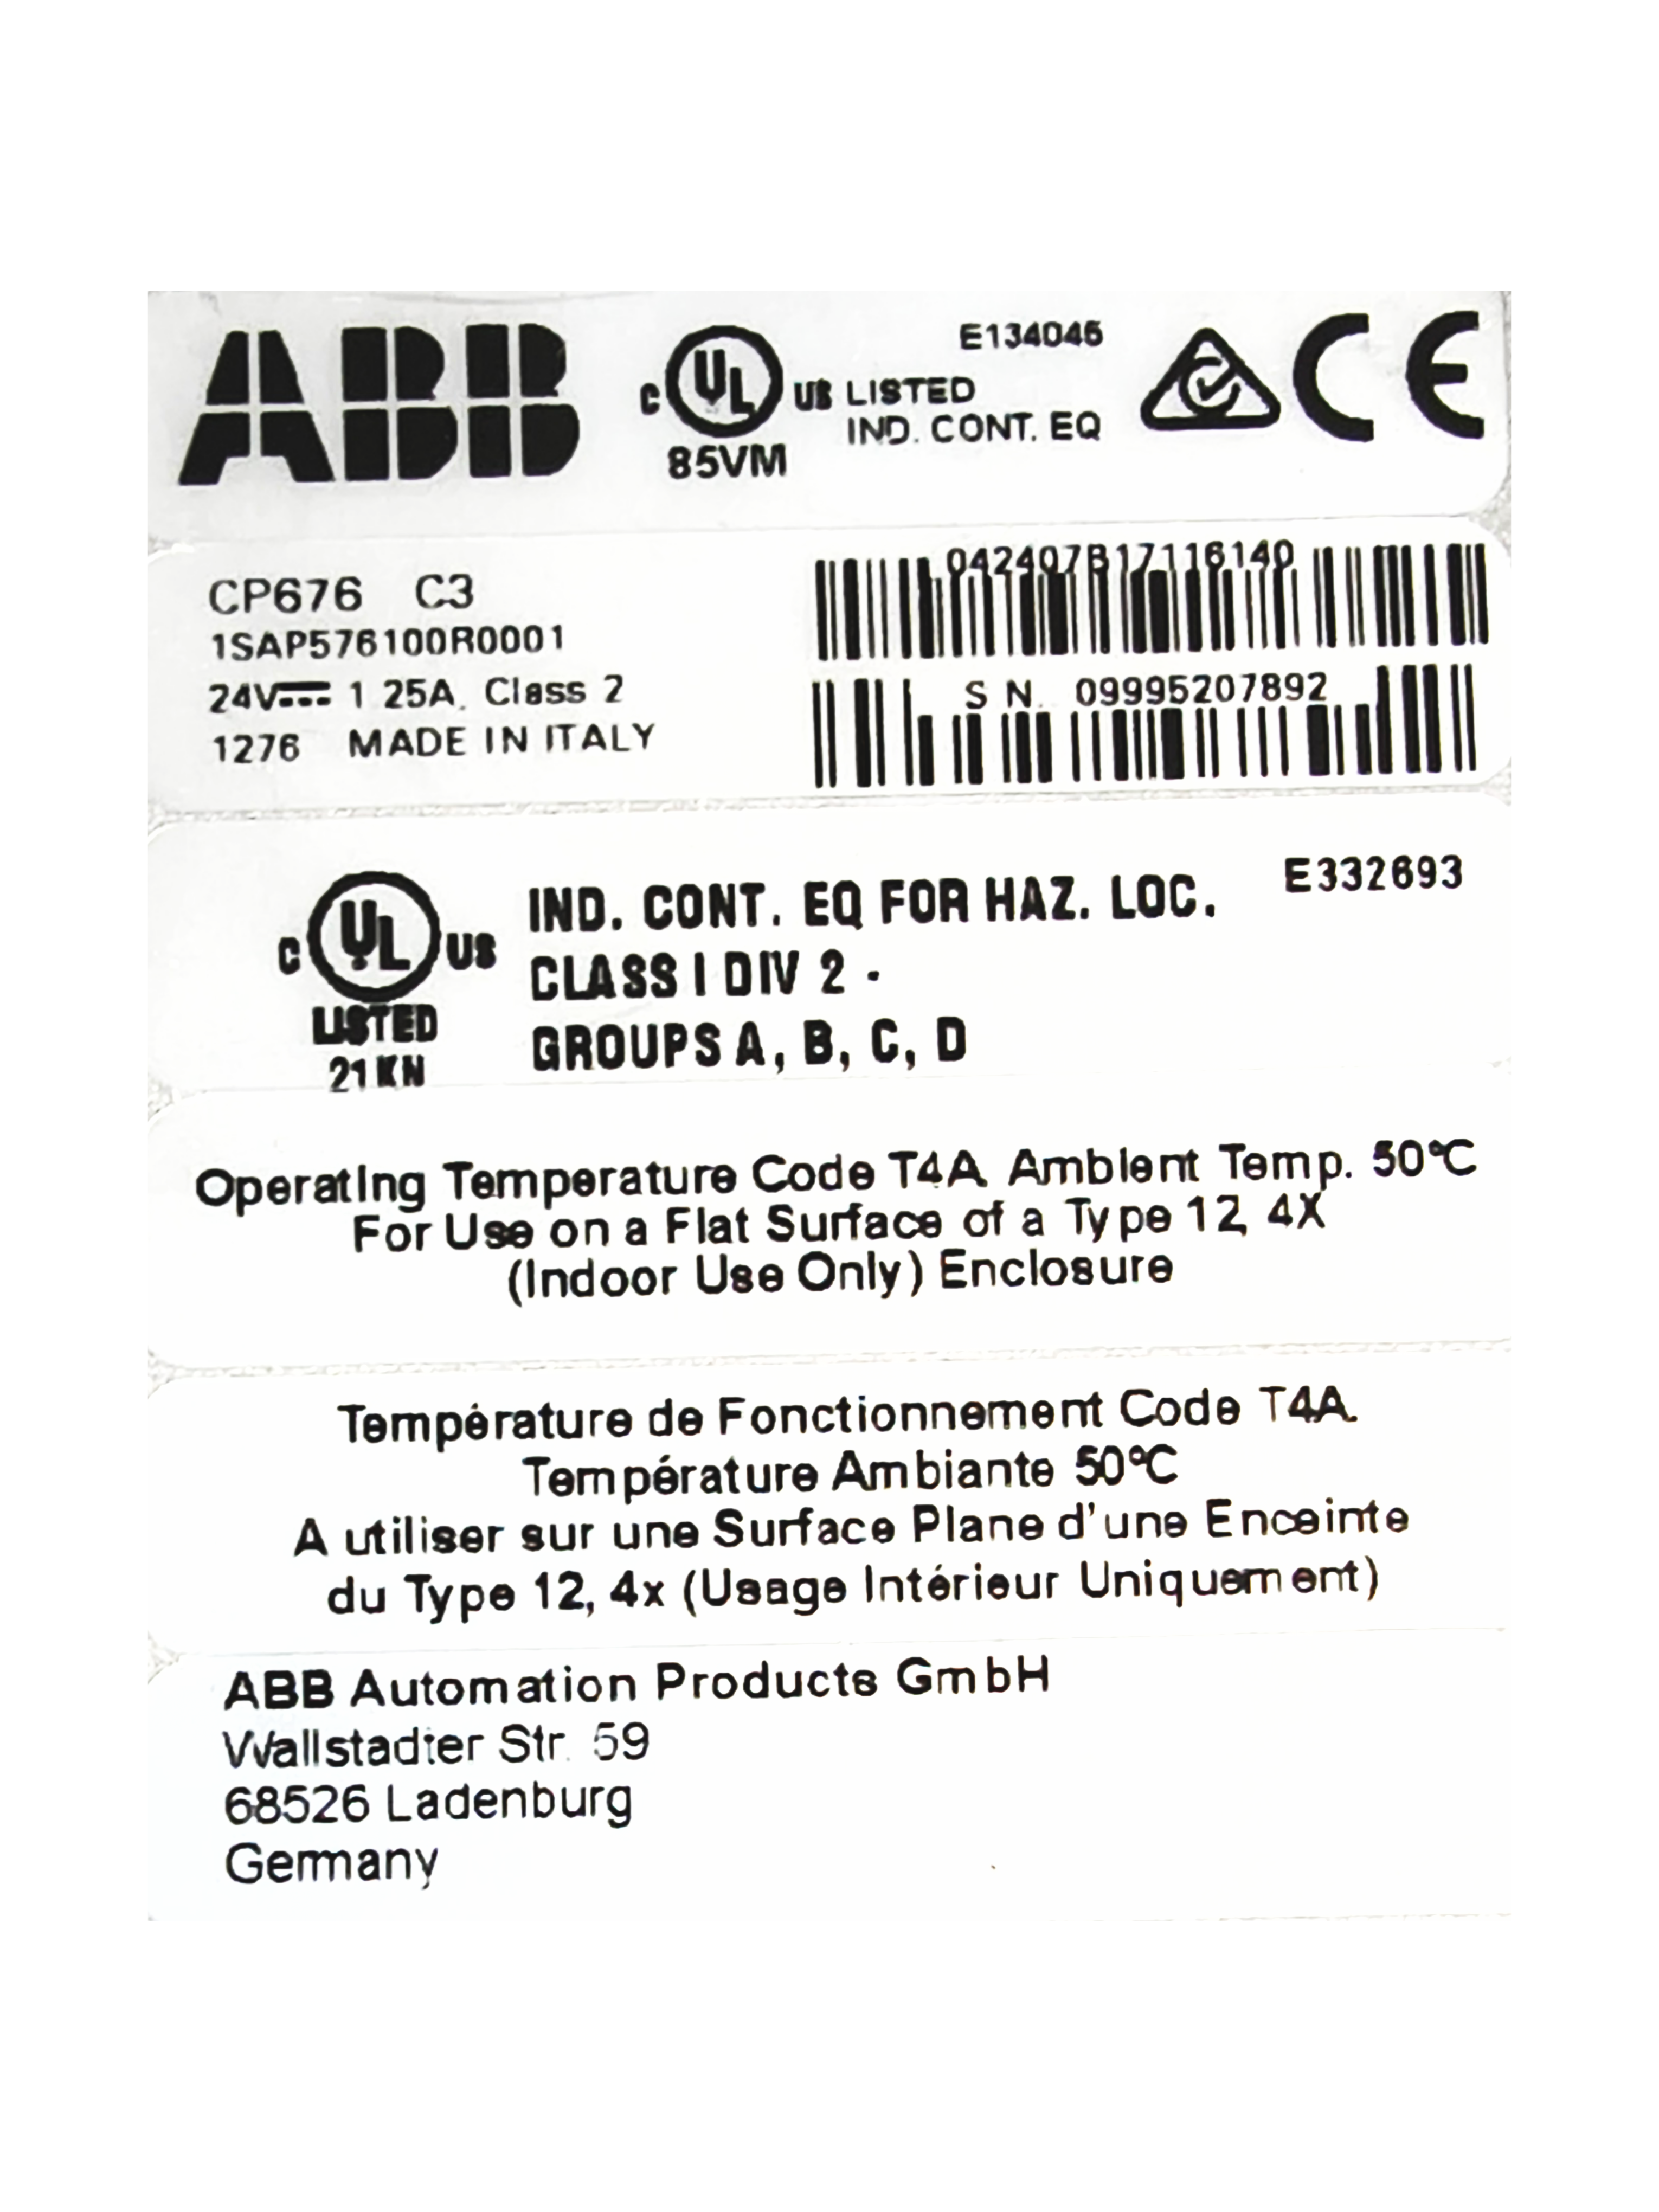 ABB
E134045
C UL US LISTED
IND. CONT. EQ
85VM
CE
CP676 C3
042407B17116140
1SAP576100R0001
24V⎓ 1 25A, Class 2
S N. 09995207892
1276 MADE IN ITALY
C UL US
LISTED
21KN
IND. CONT. EQ FOR HAZ. LOC.
E332693
CLASS I DIV 2 -
GROUPS A, B, C, D
Operating Temperature Code T4A Ambient Temp. 50°C
For Use on a Flat Surface of a Type 12, 4X
(Indoor Use Only) Enclosure
Température de Fonctionnement Code T4A.
Température Ambiante 50°C
A utiliser sur une Surface Plane d'une Enceinte
du Type 12, 4x (Usage Intérieur Uniquement)
ABB Automation Products GmbH
Wallstadter Str. 59
68526 Ladenburg
Germany